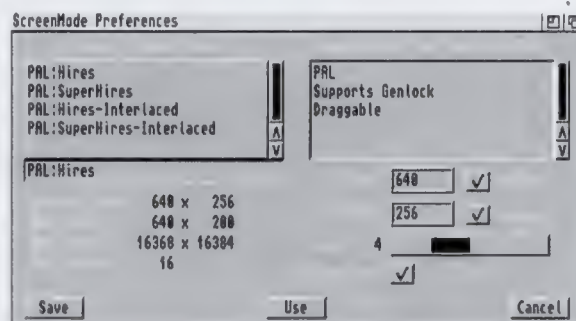 ScreenMode Preferences
PAL:Hires
PAL:SuperHires
PAL:Hires-Interlaced
PAL:SuperHires-Interlaced
PAL:Hires
640 x 256
640 x 200
16368 x 16384
16
PAL
Supports Genlock
Draggable
640
256
4
Save
Use
Cancel